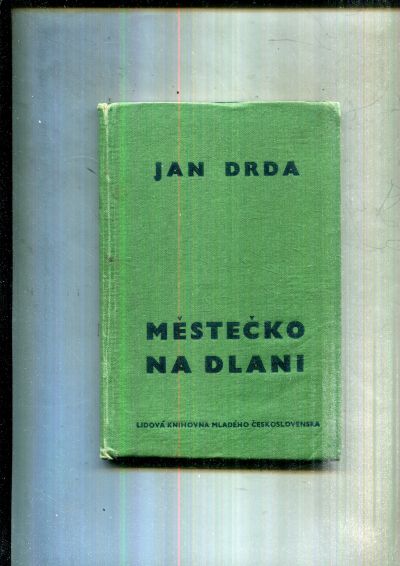 JAN DRDA
MĚSTEČKO
NA DLANI
LIDOVÁ KNIHOVNA MLADÉHO ČESKOSLOVENSKA